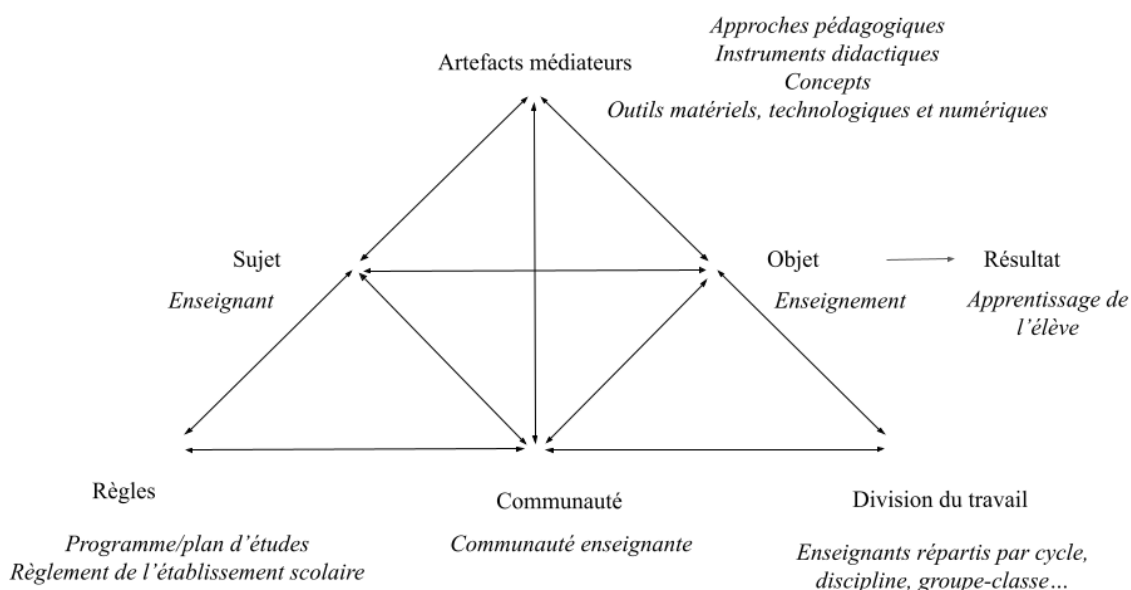 Approches pédagogiques
Instruments didactiques
Concepts
Outils matériels, technologiques et numériques
Artefacts médiateurs
Sujet
Enseignant
Objet
Enseignement
Résultat
Apprentissage de
l’élève
Règles
Programme/plan d’études
Règlement de l’établissement scolaire
Communauté
Communauté enseignante
Division du travail
Enseignants répartis par cycle,
discipline, groupe-classe…